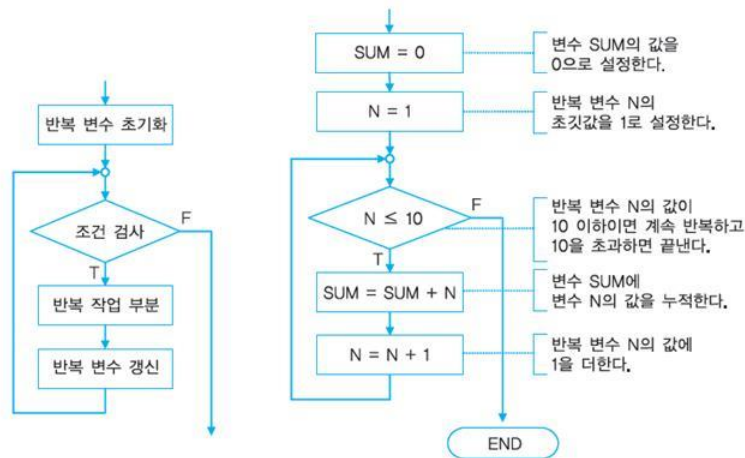 반복 변수 초기화
조건 검사
F
T
반복 작업 부분
반복 변수 갱신
SUM = 0
변수 SUM의 값을
0으로 설정한다.
N = 1
반복 변수 N의
초깃값을 1로 설정한다.
N ≤ 10
F
반복 변수 N의 값이
10 이하이면 계속 반복하고
10을 초과하면 끝낸다.
T
SUM = SUM + N
변수 SUM에
변수 N의 값을 누적한다.
N = N + 1
반복 변수 N의 값에
1을 더한다.
END